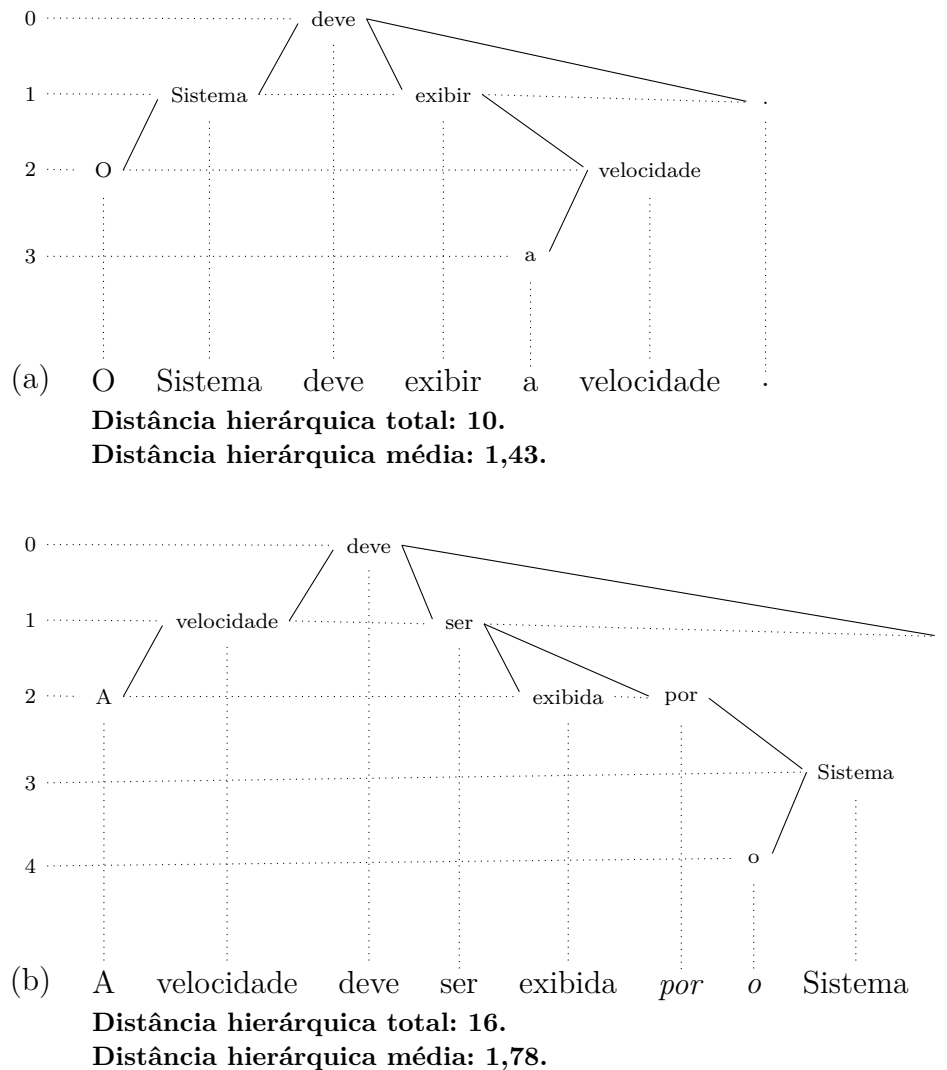 0 deve
1 Sistema exibir .
2 O velocidade
3 a
(a) O Sistema deve exibir a velocidade .
Distância hierárquica total: 10.
Distância hierárquica média: 1,43.
0 deve
1 velocidade ser
2 A exibida por
3 Sistema
4 o
(b) A velocidade deve ser exibida por o Sistema
Distância hierárquica total: 16.
Distância hierárquica média: 1,78.